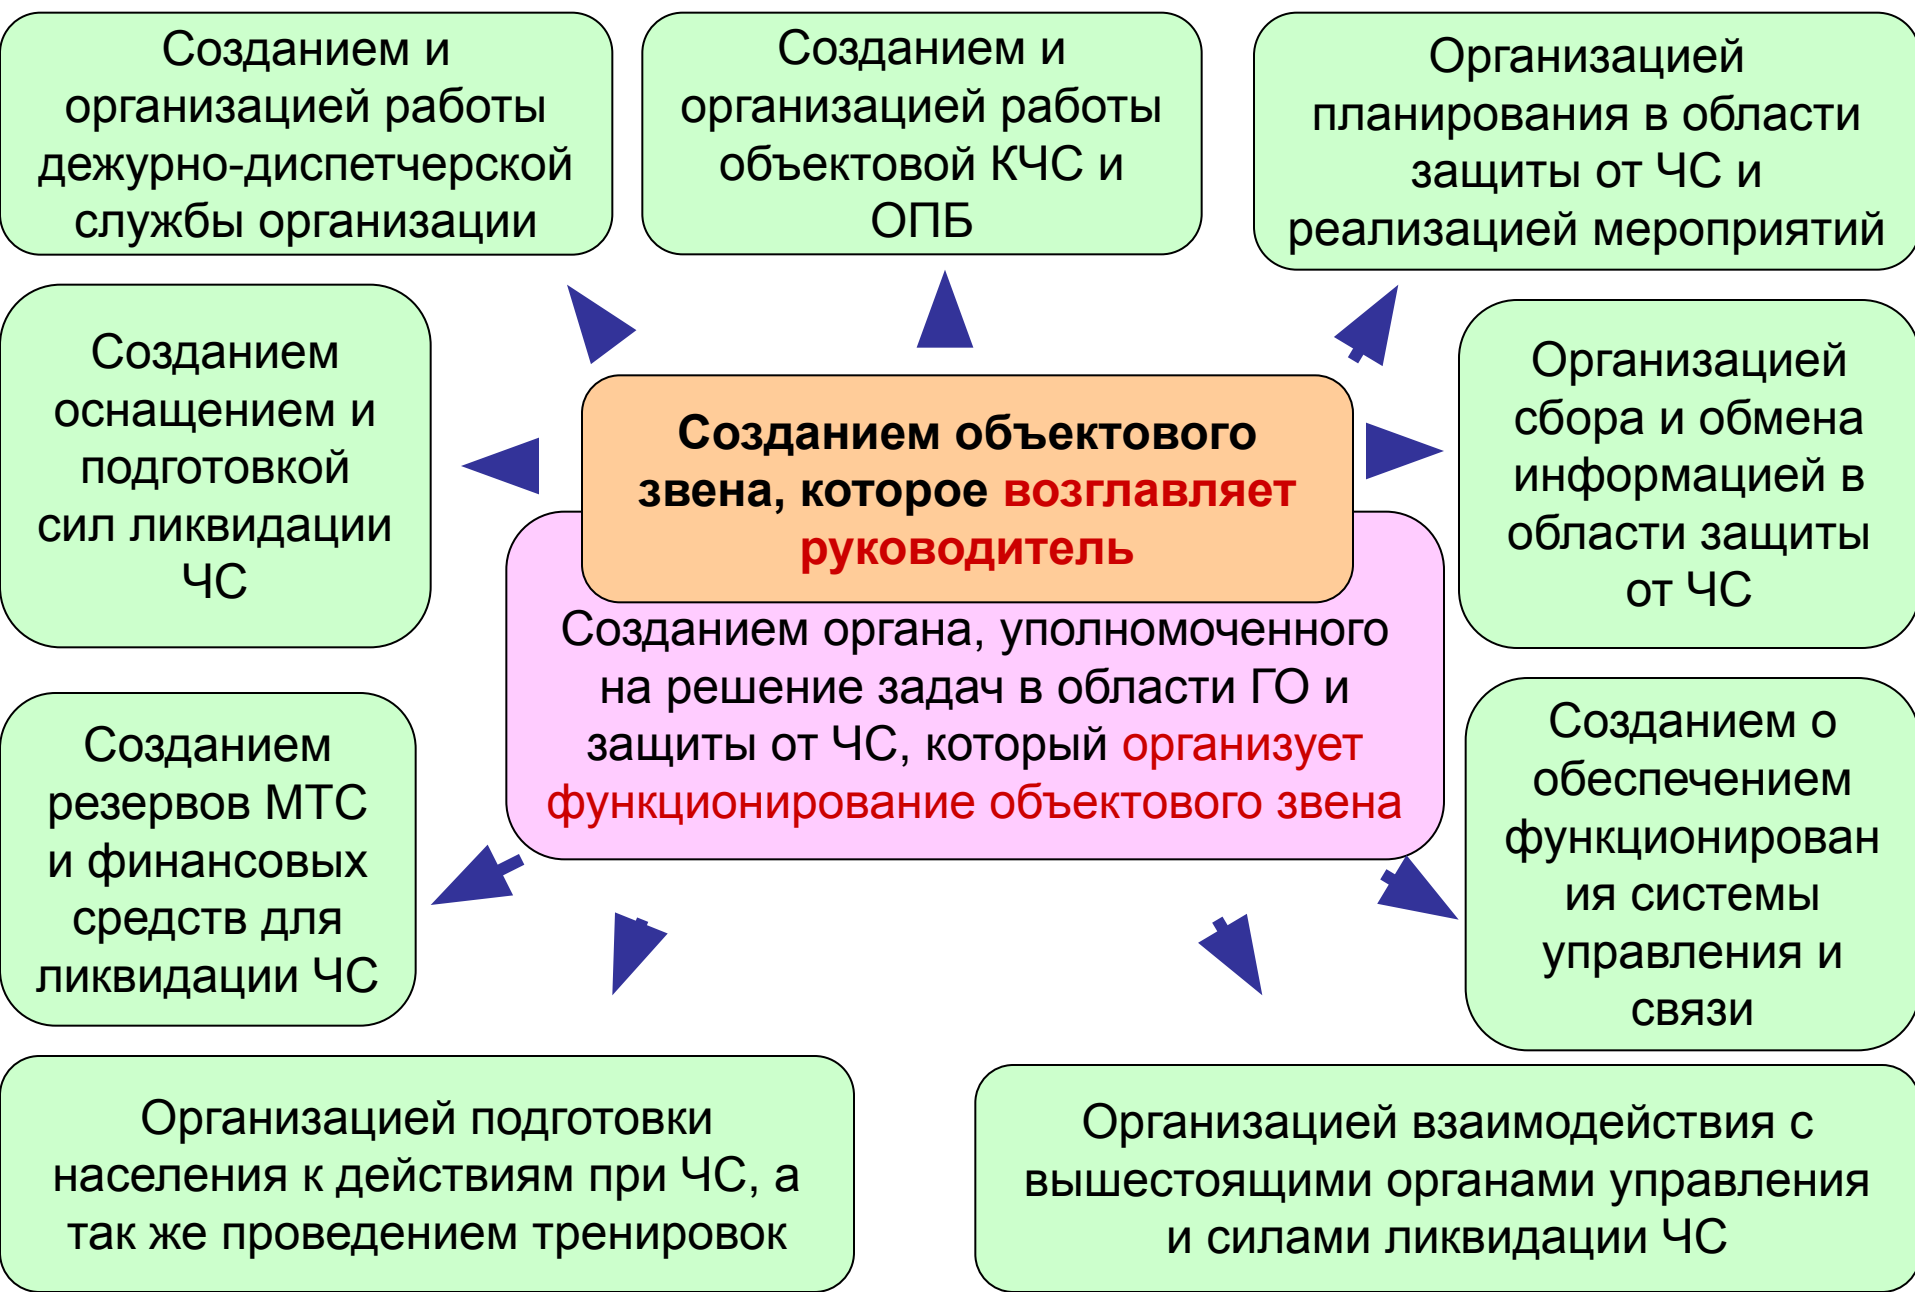 Созданием и
организацией работы
дежурно-диспетчерской
службы организации
Созданием и
организацией работы
объектовой КЧС и
ОПБ
Организацией
планирования в области
защиты от ЧС и
реализацией мероприятий
Созданием
оснащением и
подготовкой
сил ликвидации
ЧС
Созданием объектового
звена, которое возглавляет
руководитель
Организацией
сбора и обмена
информацией в
области защиты
от ЧС
Созданием органа, уполномоченного
на решение задач в области ГО и
защиты от ЧС, который организует
функционирование объектового звена
Созданием
резервов МТС
и финансовых
средств для
ликвидации ЧС
Созданием о
обеспечением
функционирован
ия системы
управления и
связи
Организацией подготовки
населения к действиям при ЧС, а
так же проведением тренировок
Организацией взаимодействия с
вышестоящими органами управления
и силами ликвидации ЧС